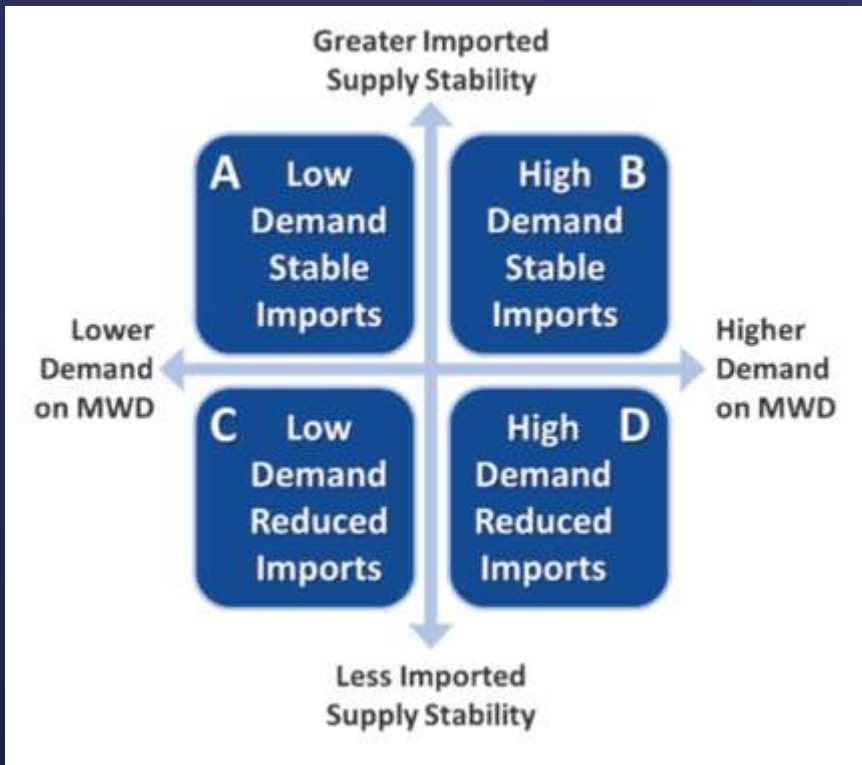 Greater Imported
Supply Stability
A Low
Demand
Stable
Imports
High B
Demand
Stable
Imports
Lower
Demand
on MWD
Higher
Demand
on MWD
C Low
Demand
Reduced
Imports
High D
Demand
Reduced
Imports
Less Imported
Supply Stability